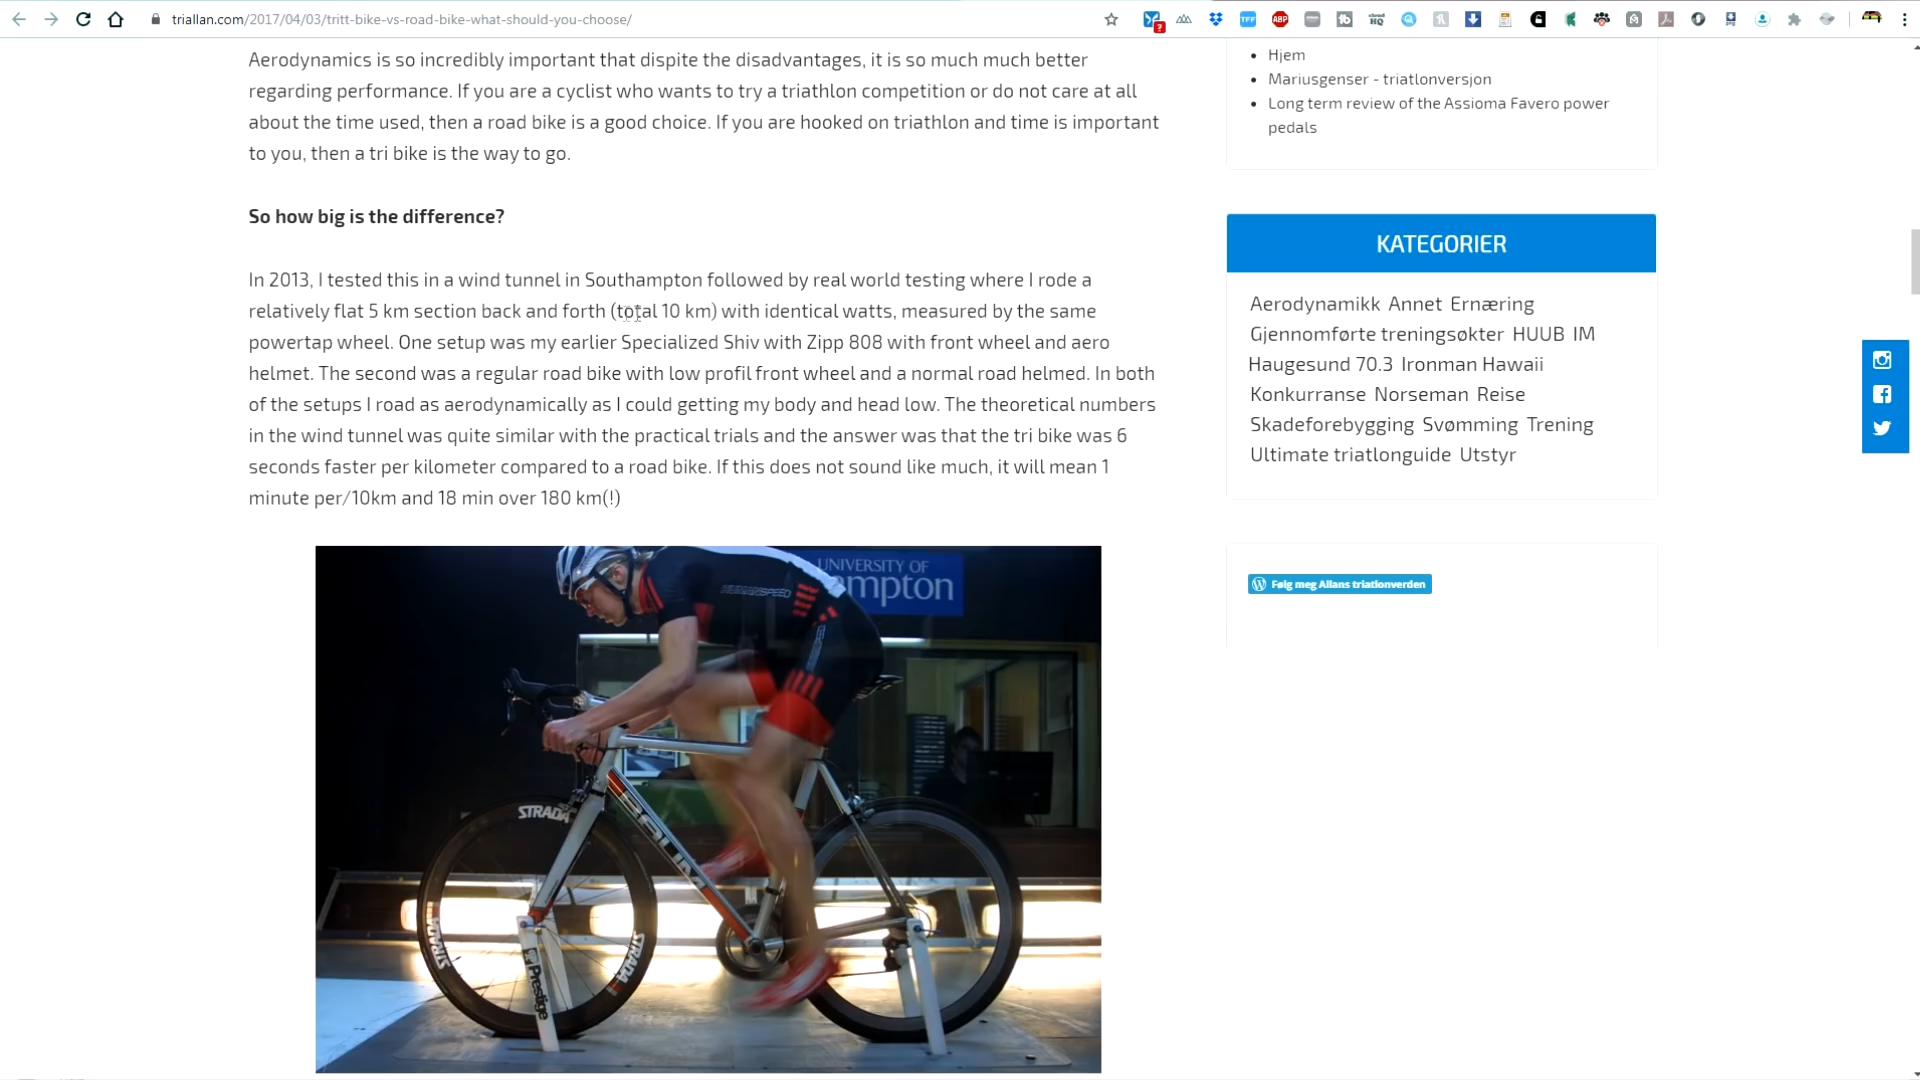 triallan.com/2017/04/03/tritt-bike-vs-road-bike-what-should-you-choose/
Aerodynamics is so incredibly important that dispite the disadvantages, it is so much much better
regarding performance. If you are a cyclist who wants to try a triathlon competition or do not care at all
about the time used, then a road bike is a good choice. If you are hooked on triathlon and time is important
to you, then a tri bike is the way to go.
So how big is the difference?
In 2013, I tested this in a wind tunnel in Southampton followed by real world testing where I rode a
relatively flat 5 km section back and forth (total 10 km) with identical watts, measured by the same
powertap wheel. One setup was my earlier Specialized Shiv with Zipp 808 with front wheel and aero
helmet. The second was a regular road bike with low profil front wheel and a normal road helmed. In both
of the setups I road as aerodynamically as I could getting my body and head low. The theoretical numbers
in the wind tunnel was quite similar with the practical trials and the answer was that the tri bike was 6
seconds faster per kilometer compared to a road bike. If this does not sound like much, it will mean 1
minute per/10km and 18 min over 180 km(!)
UNIVERSITY OF
mpton
HUMANSPEED
STRADA
BAUM
STRADA
STRADA
Prestige
Hjem
Mariusgenser - triatlonversjon
Long term review of the Assioma Favero power
pedals
KATEGORIER
Aerodynamikk Annet Ernæring
Gjennomførte treningsøkter HUUB IM
Haugesund 70.3 Ironman Hawaii
Konkurranse Norseman Reise
Skadeforebygging Svømming Trening
Ultimate triatlonguide Utstyr
Følg meg Allans triatlonverden
TFF
ABP
HQ